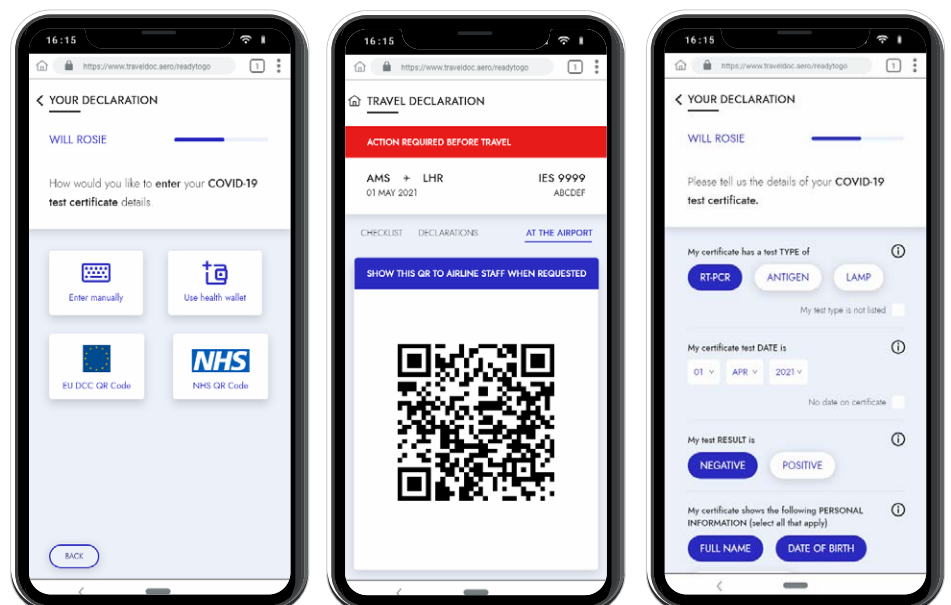 16:15
https://www.traveldoc.aero/readytogo
1
YOUR DECLARATION
WILL ROSIE
How would you like to enter your COVID-19
test certificate details.
Enter manually
Use health wallet
EU DCC QR Code
NHS
NHS QR Code
BACK
16:15
https://www.traveldoc.aero/readytogo
1
TRAVEL DECLARATION
ACTION REQUIRED BEFORE TRAVEL
AMS LHR IES 9999
01 MAY 2021 ABCDEF
CHECKLIST DECLARATIONS AT THE AIRPORT
SHOW THIS QR TO AIRLINE STAFF WHEN REQUESTED
16:15
https://www.traveldoc.aero/readytogo
1
YOUR DECLARATION
WILL ROSIE
Please tell us the details of your COVID-19
test certificate.
My certificate has a test TYPE of
RT-PCR ANTIGEN LAMP
My test type is not listed
My certificate test DATE is
01 APR 2021
No date on certificate
My test RESULT is
NEGATIVE POSITIVE
My certificate shows the following PERSONAL
INFORMATION (select all that apply)
FULL NAME DATE OF BIRTH